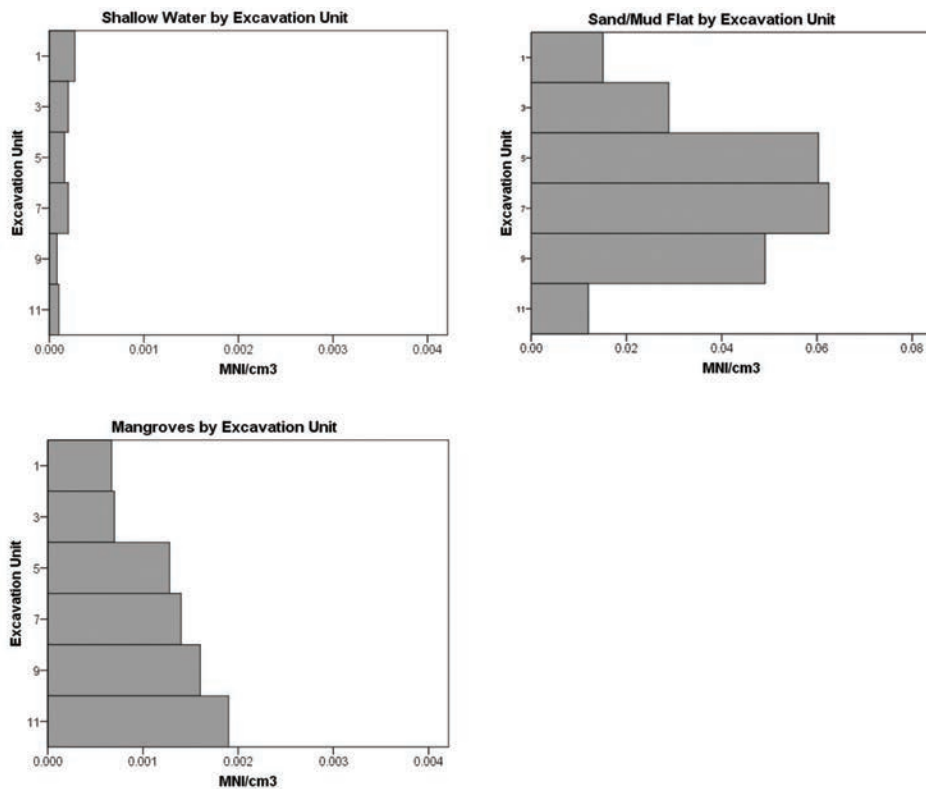 Shallow Water by Excavation Unit
Excavation Unit
1
3
5
7
9
11
0.000 0.001 0.002 0.003 0.004
MNI/cm3
Sand/Mud Flat by Excavation Unit
Excavation Unit
1
3
5
7
9
11
0.00 0.02 0.04 0.06 0.08
MNI/cm3
Mangroves by Excavation Unit
Excavation Unit
1
3
5
7
9
11
0.000 0.001 0.002 0.003 0.004
MNI/cm3